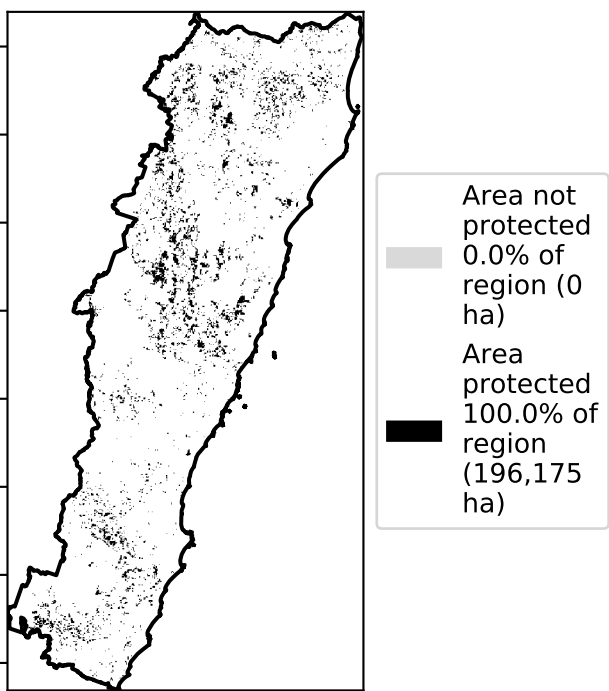 Area not
protected
0.0% of
region (0
ha)
Area
protected
100.0% of
region
(196,175
ha)